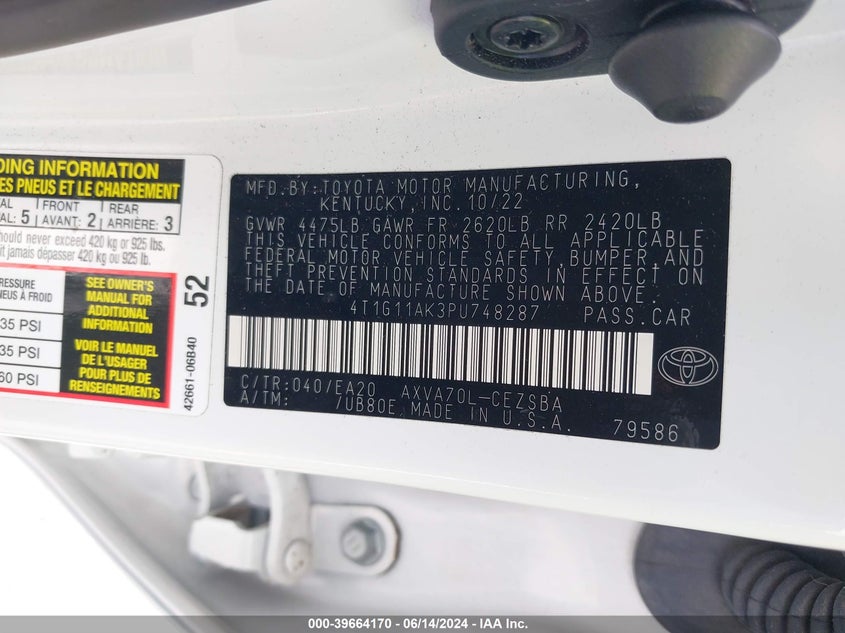 DING INFORMATION
ES PNEUS ET LE CHARGEMENT
TAL FRONT REAR
AL: 5 AVANT: 2 ARRIÈRE: 3
hould never exceed 420 kg or 925 lbs.
it jamais dépasser 420 kg ou 925 lb.
PRESSURE
NEUS À FROID
35 PSI
35 PSI
60 PSI
SEE OWNER'S
MANUAL FOR
ADDITIONAL
INFORMATION
VOIR LE MANUEL
DE L'USAGER
POUR PLUS DE
RENSEIGNEMENTS
52
42661-06B40
MFD.BY:TOYOTA MOTOR MANUFACTURING,
KENTUCKY,INC.10/22
GVWR 4475LB GAWR FR 2620LB RR 2420LB
THIS VEHICLE CONFORMS TO ALL APPLICABLE
FEDERAL MOTOR VEHICLE SAFETY,BUMPER,AND
THEFT PREVENTION STANDARDS IN EFFECT ON
THE DATE OF MANUFACTURE SHOWN ABOVE.
4T1G11AK3PU748287 PASS.CAR
C/TR:040/EA20 AXVA70L-CEZSBA
A/TM: /UB80E MADE IN U.S.A.
79586
000-39664170 - 06/14/2024 - IAA Inc.